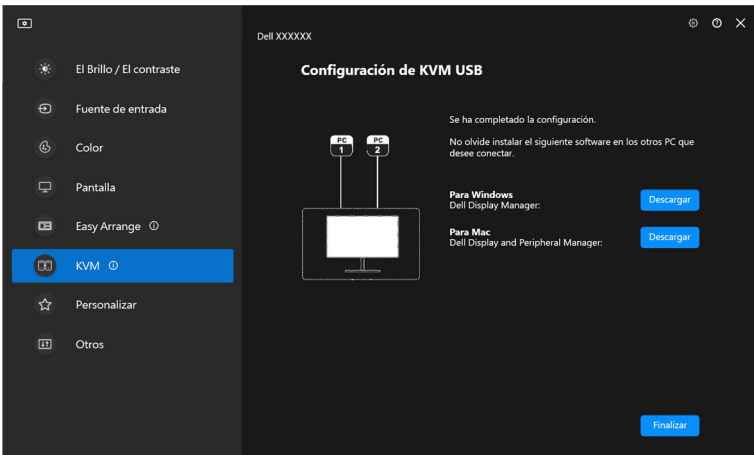 Dell XXXXXX
El Brillo / El contraste
Fuente de entrada
Color
Pantalla
Easy Arrange
KVM
Personalizar
Otros
Configuración de KVM USB
PC
1
PC
2
Se ha completado la configuración.
No olvide instalar el siguiente software en los otros PC que
desee conectar.
Para Windows
Dell Display Manager:
Descargar
Para Mac
Dell Display and Peripheral Manager:
Descargar
Finalizar